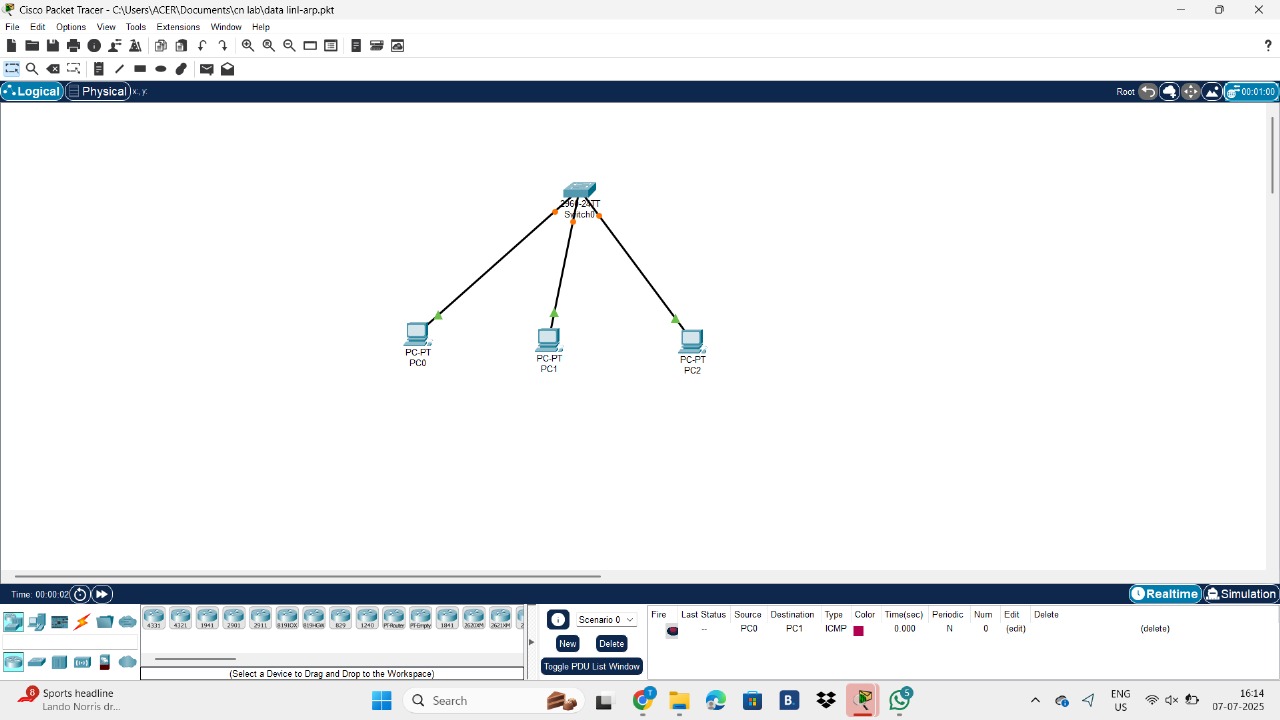 Cisco Packet Tracer - C:\Users\ACER\Documents\cn lab\data linl-arp.pkt
File Edit Options View Tools Extensions Window Help
?
Logical Physical x: y: Root 00:01:00
2960-24TT
Switch0
PC-PT
PC0
PC-PT
PC1
PC-PT
PC2
Time: 00:00:02 Realtime Simulation
4331 4321 1941 2901 2911 819IOX 819HGW 829 1240 PT-Router PT-Empty 1841 2620XM 2621XM 2
(Select a Device to Drag and Drop to the Workspace)
Scenario 0
New Delete
Toggle PDU List Window
Fire Last Status Source Destination Type Color Time(sec) Periodic Num Edit Delete
-- PC0 PC1 ICMP 0.000 N 0 (edit) (delete)
8 Sports headline
Lando Norris dr...
Search
T
B.
5
ENG
US
16:14
07-07-2025